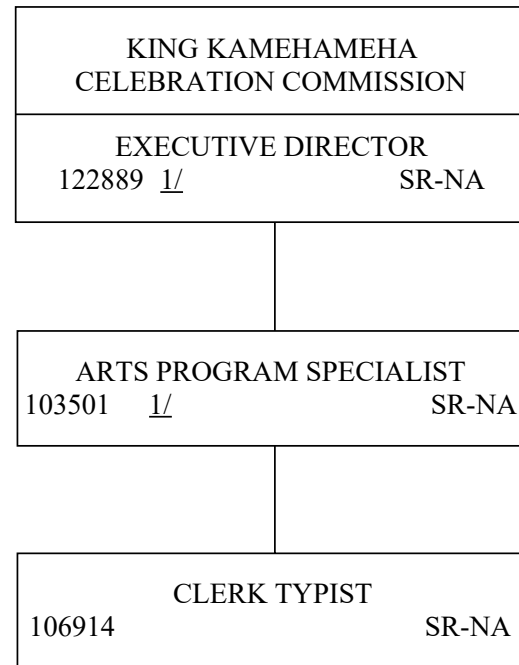 KING KAMEHAMEHA
CELEBRATION COMMISSION
EXECUTIVE DIRECTOR
122889 1/ SR-NA
ARTS PROGRAM SPECIALIST
103501 1/ SR-NA
CLERK TYPIST
106914 SR-NA